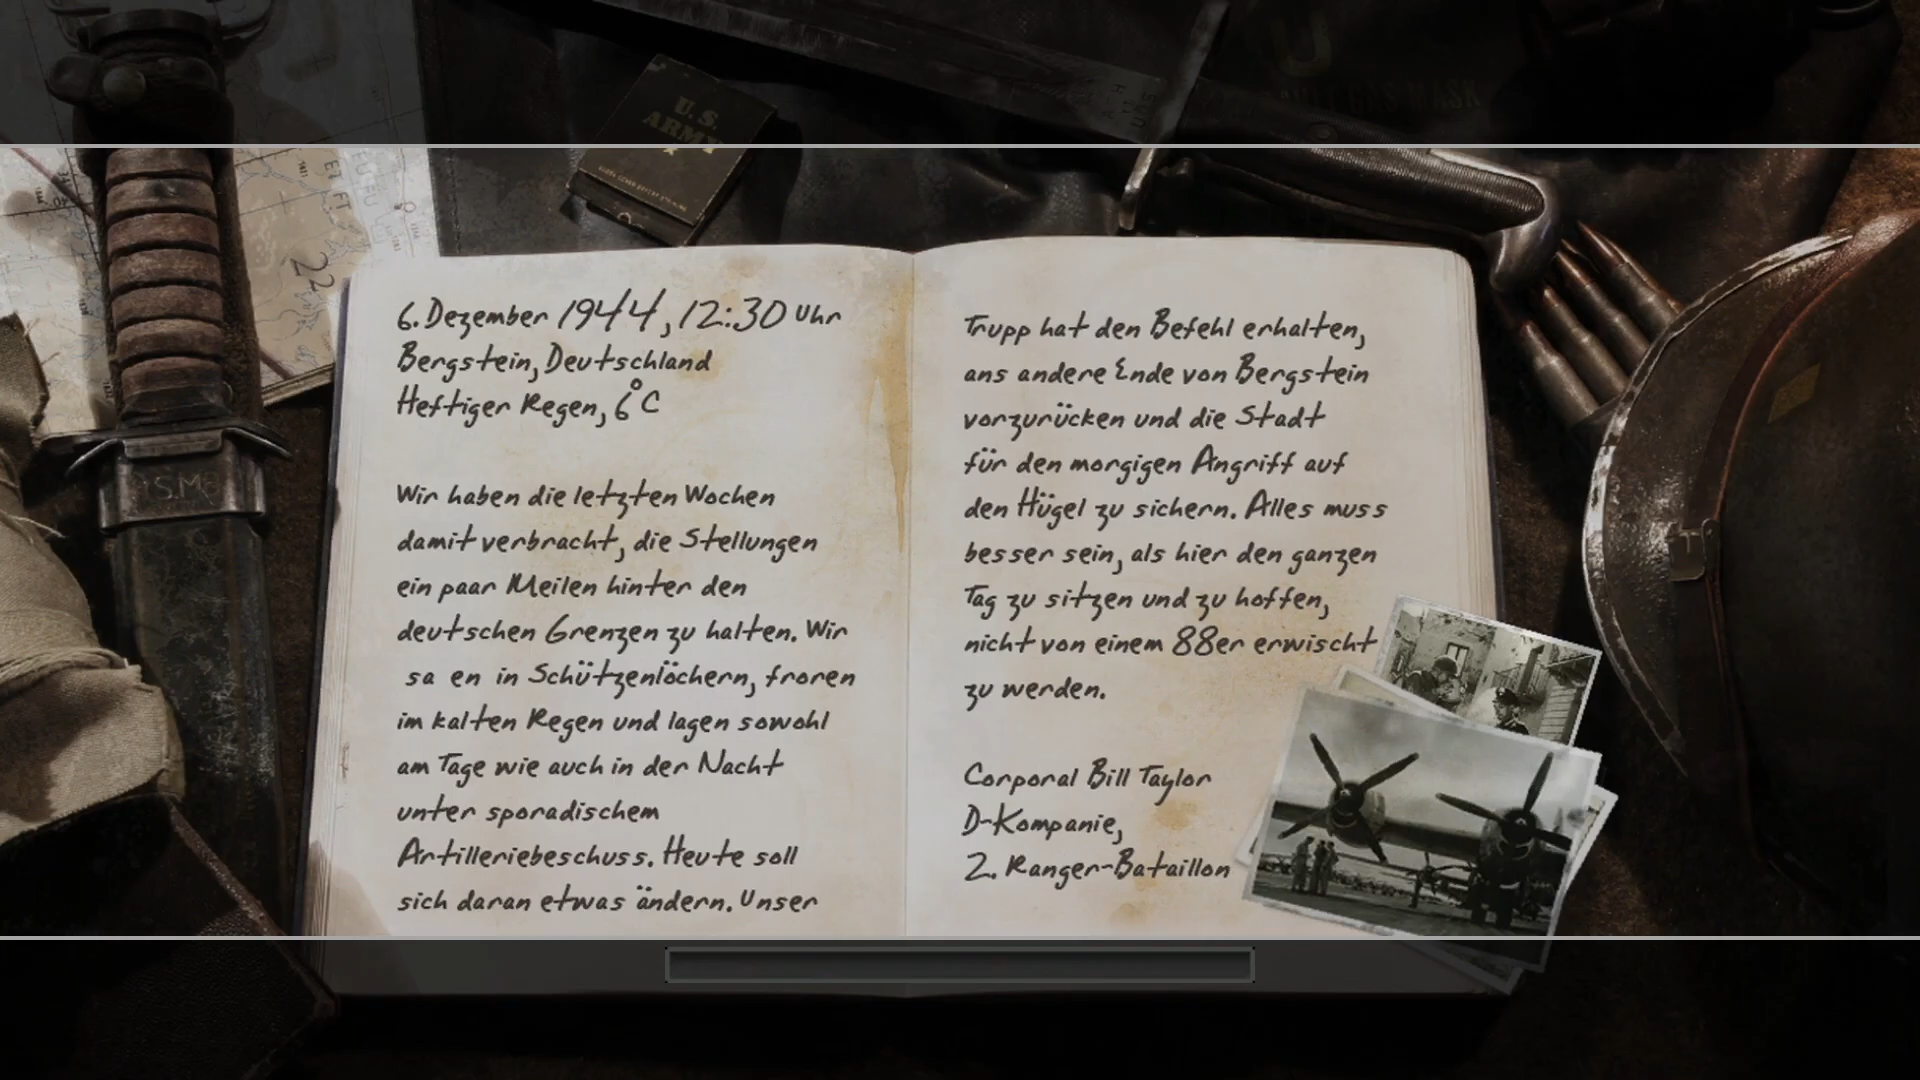 U.S.
ARMY
22
6. Dezember 1944, 12:30 Uhr
Bergstein, Deutschland
Heftiger Regen, 6°C
Wir haben die letzten Wochen
damit verbracht, die Stellungen
ein paar Meilen hinter den
deutschen Grenzen zu halten. Wir
sa en in Schützenlöchern, froren
im kalten Regen und lagen sowohl
am Tage wie auch in der Nacht
unter sporadischem
Artilleriebeschuss. Heute soll
sich daran etwas ändern. Unser
Trupp hat den Befehl erhalten,
ans andere Ende von Bergstein
vorzurücken und die Stadt
für den morgigen Angriff auf
den Hügel zu sichern. Alles muss
besser sein, als hier den ganzen
Tag zu sitzen und zu hoffen,
nicht von einem 88er erwischt
zu werden.
Corporal Bill Taylor
D-Kompanie,
2. Ranger-Bataillon